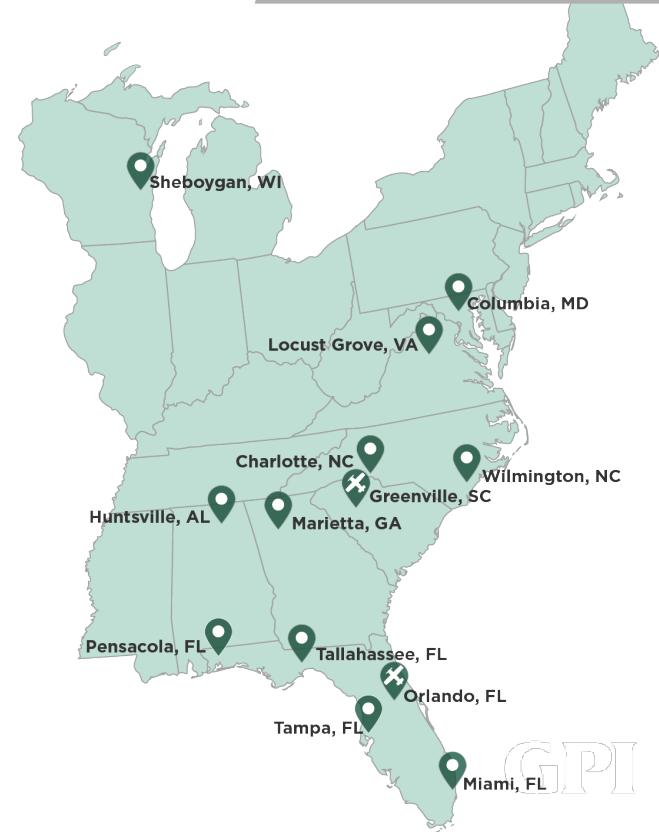 Sheboygan, WI
Columbia, MD
Locust Grove, VA
Charlotte, NC
Wilmington, NC
Greenville, SC
Huntsville, AL
Marietta, GA
Pensacola, FL
Tallahassee, FL
Orlando, FL
Tampa, FL
GPI
Miami, FL